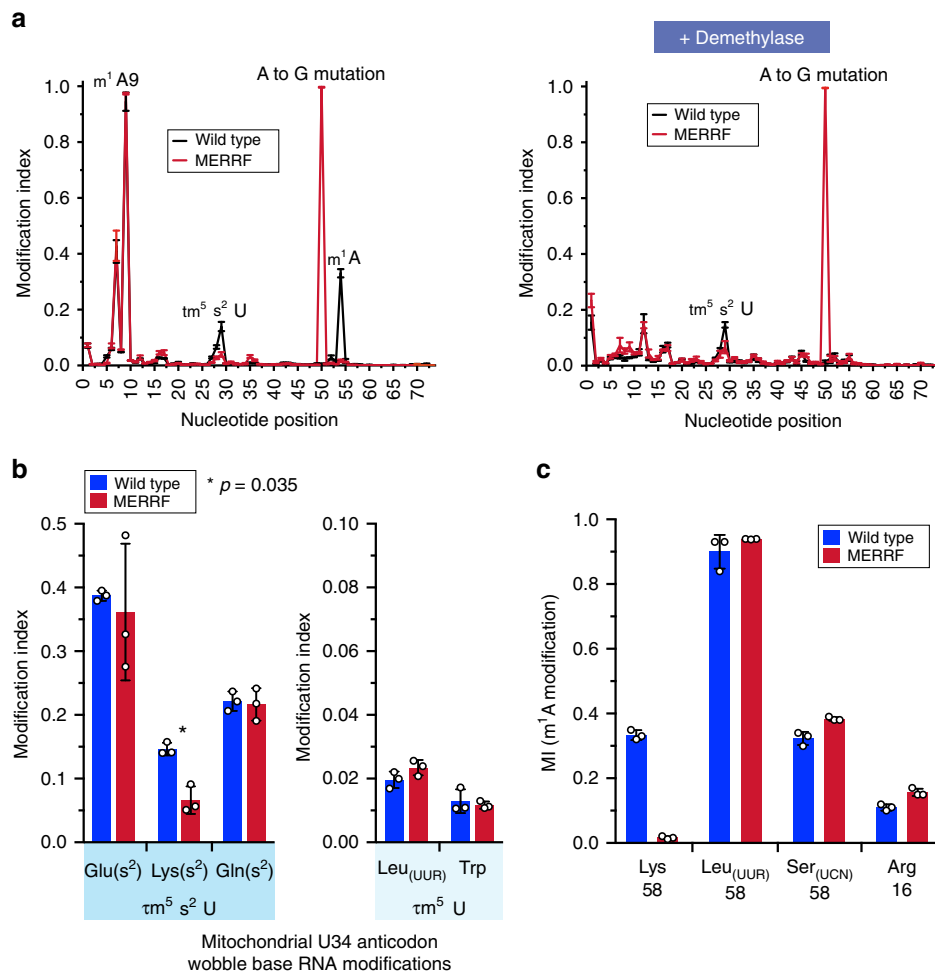 a
+ Demethylase
m¹ A9
A to G mutation
Wild type
MERRF
m¹A
τm⁵ s² U
Modification index
1.0
0.8
0.6
0.4
0.2
0.0
0 5 10 15 20 25 30 35 40 45 50 55 60 65 70
Nucleotide position
A to G mutation
Wild type
MERRF
τm⁵ s² U
Modification index
1.0
0.8
0.6
0.4
0.2
0.0
0 5 10 15 20 25 30 35 40 45 50 55 60 65 70
Nucleotide position
b
Wild type
MERRF
* p = 0.035
Modification index
0.5
0.4
0.3
0.2
0.1
0.0
*
Glu(s²) Lys(s²) Gln(s²)
τm⁵ s² U
Modification index
0.10
0.08
0.06
0.04
0.02
0.00
Leu(UUR) Trp
τm⁵ U
Mitochondrial U34 anticodon
wobble base RNA modifications
c
Wild type
MERRF
MI (m¹A modification)
1.0
0.8
0.6
0.4
0.2
0.0
Lys Leu(UUR) Ser(UCN) Arg
58 58 58 16